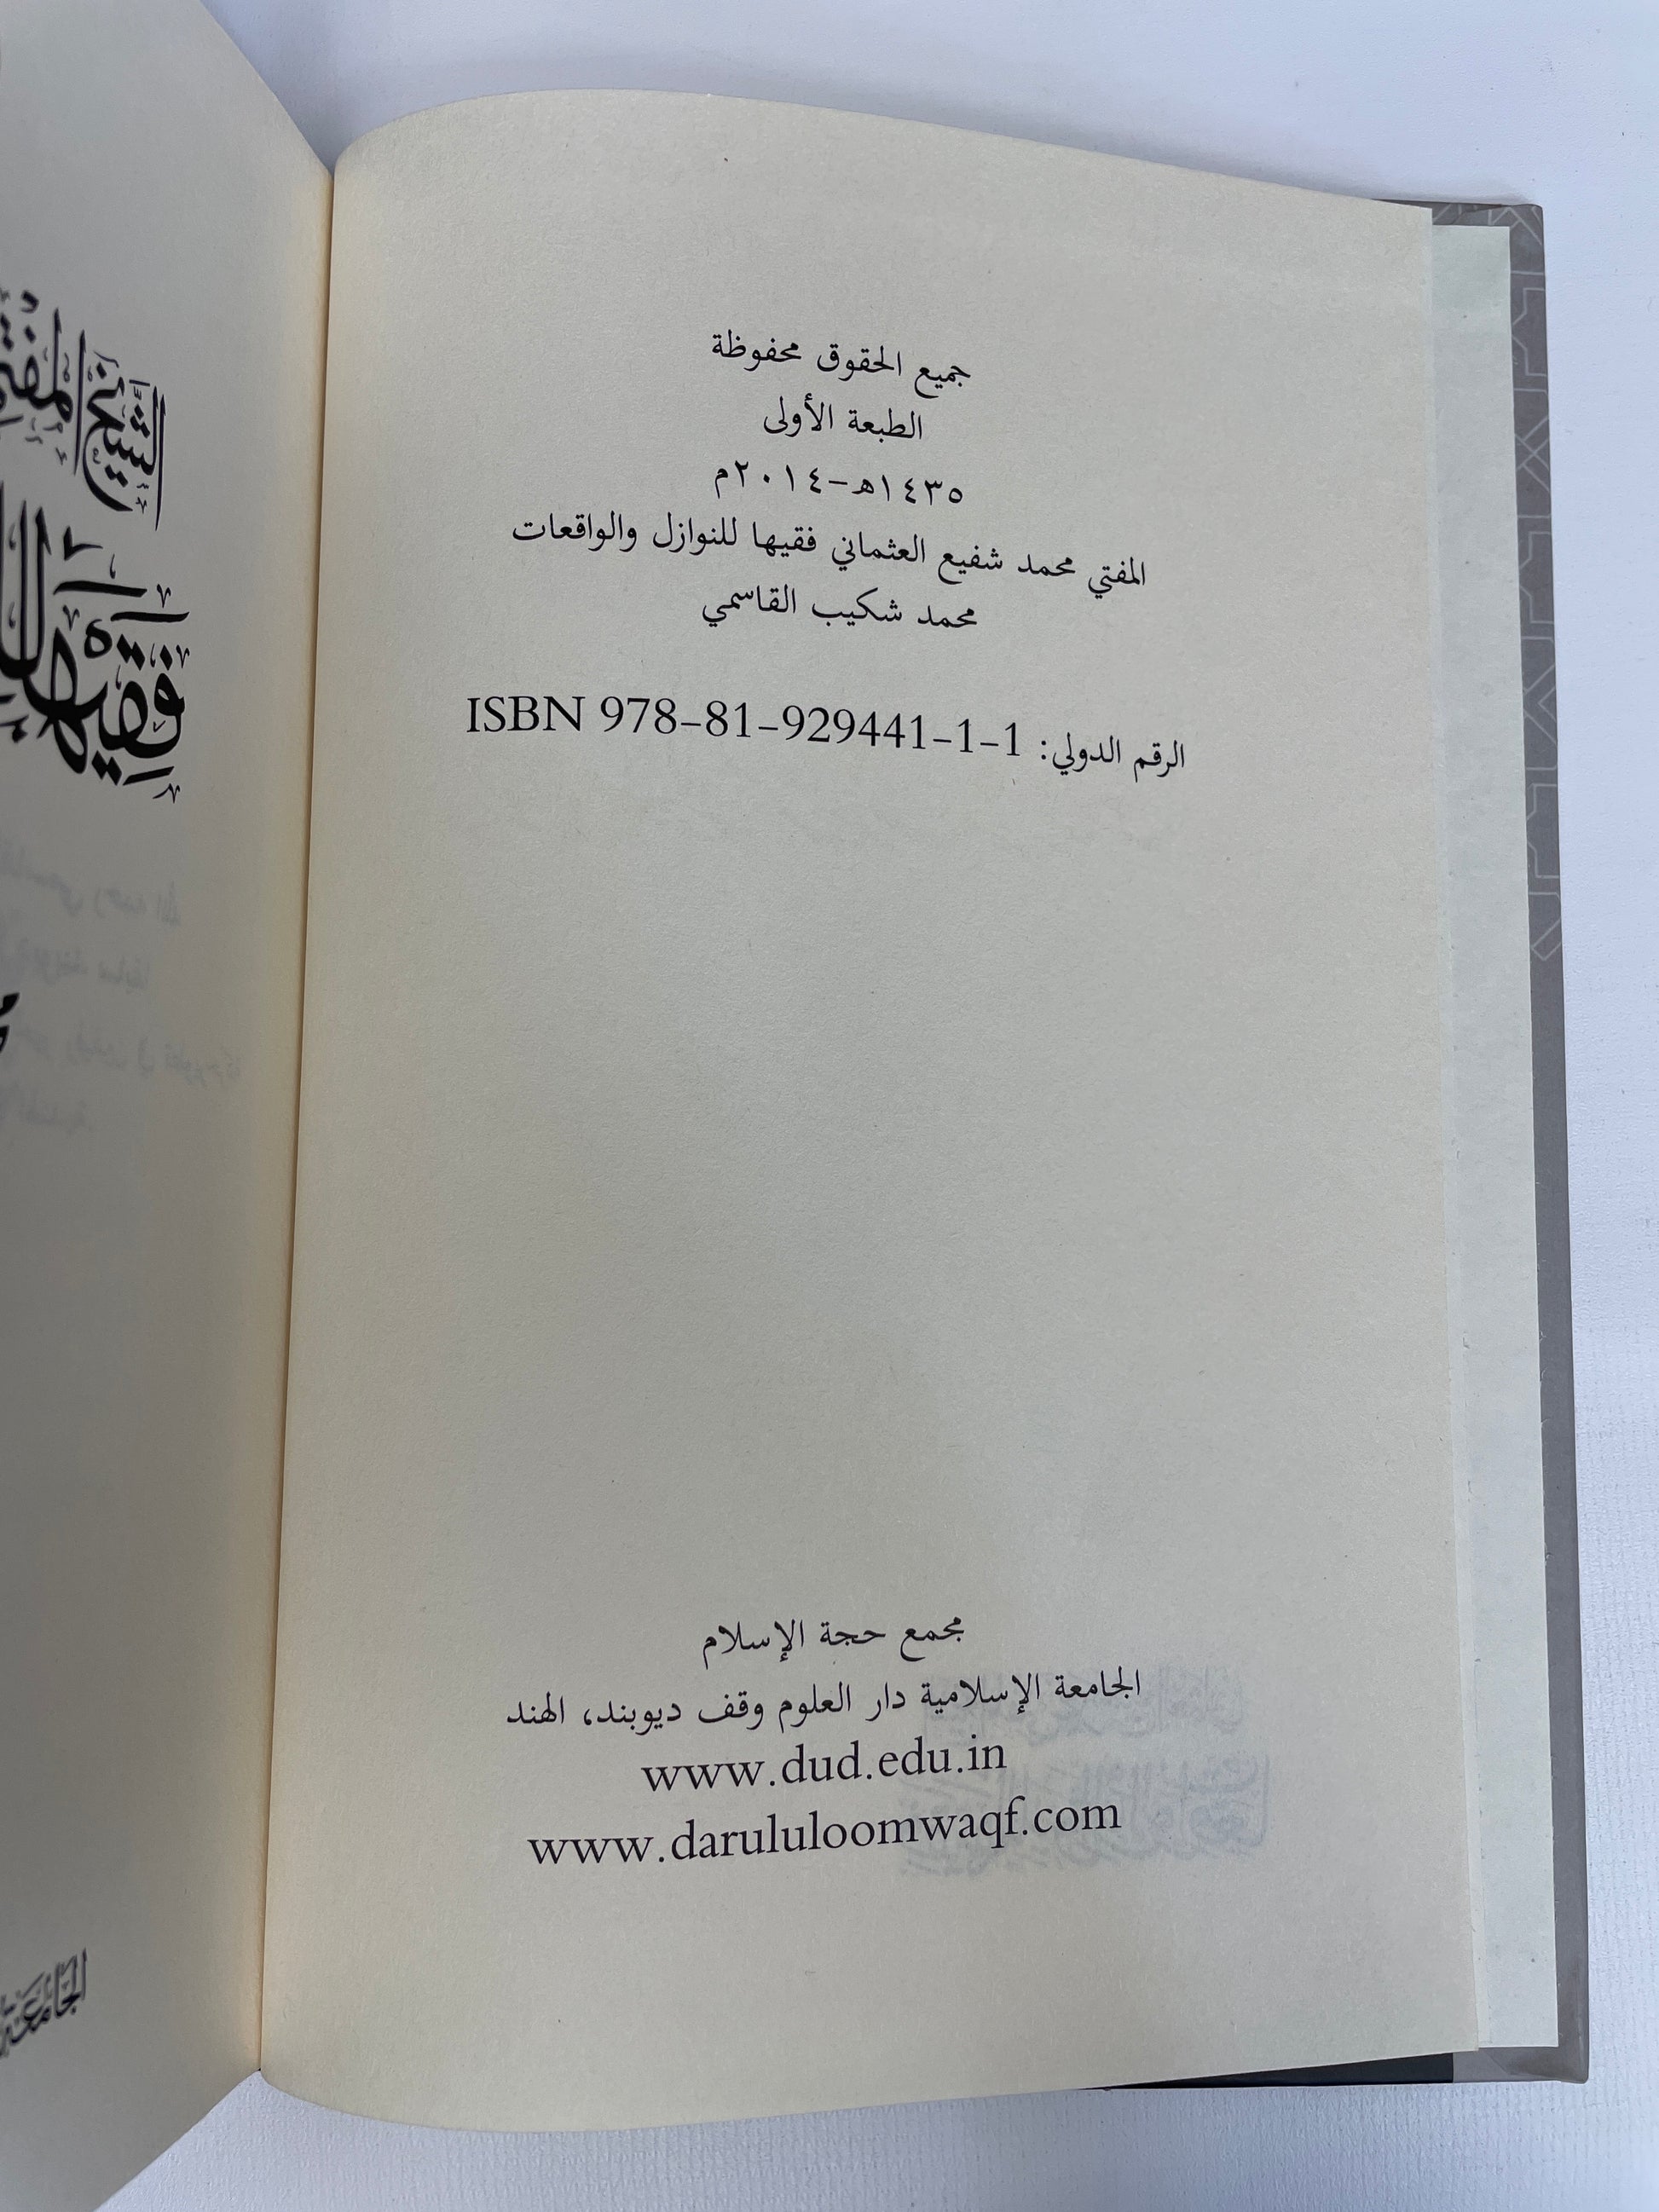 جميع الحقوق محفوظة
الطبعة الأولى
١٤٣٥هـ-٢٠١٤م
المفتي محمد شفيع العثماني فقيها للنوازل والواقعات
محمد شكيب القاسمي
الرقم الدولي: ISBN 978-81-929441-1-1
مجمع حجة الإسلام
الجامعة الإسلامية دار العلوم وقف ديوبند، الهند
www.dud.edu.in
www.darululoomwaqf.com
الشيخ
فقيها